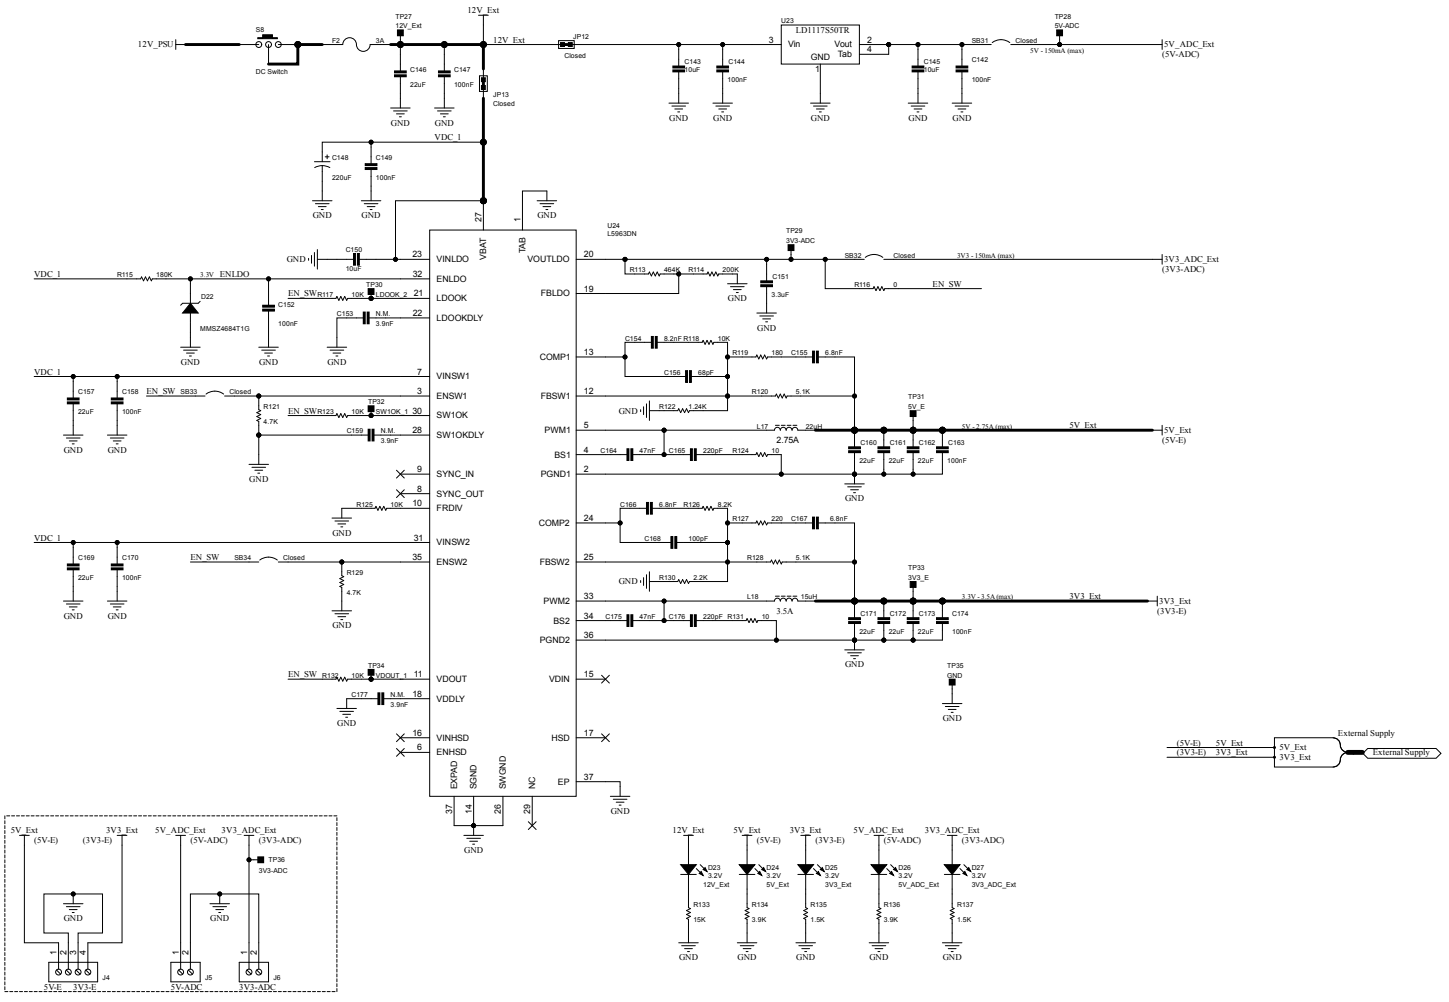 12V_PSU
S8
DC Switch
F2 3A
TP27
12V_Ext
12V_Ext
12V_Ext
JP12
Closed
C146
22uF
GND
C147
100nF
GND
JP13
Closed
C143
10uF
GND
C144
100nF
GND
U23
LD1117S50TR
3 Vin Vout 2
Tab 4
GND
1
GND
C145
10uF
GND
C142
100nF
GND
SB31 Closed
TP28
5V-ADC
5V - 150mA (max)
5V_ADC_Ext
(5V-ADC)
VDC_1
C148
220uF
GND
C149
100nF
GND
GND
27
VBAT
1
TAB
U24
L5963DN
GND C150
10uF
23 VINLDO
VDC_1 R115 180K 3.3V ENLDO 32 ENLDO
D22
MMSZ4684T1G
GND
C152
100nF
GND
EN_SW R117 10K TP30 LDOOK_2 21 LDOOK
C153 N.M.
3.9nF
22 LDOOKDLY
GND
VDC_1 7 VINSW1
C157
22uF
GND
C158
100nF
GND
EN_SW SB33 Closed 3 ENSW1
R121
4.7K
GND
EN_SW R123 10K TP32 SW1OK_1 30 SW1OK
C159 N.M.
3.9nF
28 SW1OKDLY
9 SYNC_IN
8 SYNC_OUT
R125 10K 10 FRDIV
GND
VDC_1 31 VINSW2
C169
22uF
GND
C170
100nF
GND
EN_SW SB34 Closed 35 ENSW2
R129
4.7K
GND
EN_SW R132 10K TP34 VDOUT_1 11 VDOUT
C177 N.M.
3.9nF
18 VDDLY
GND
16 VINHSD
6 ENHSD
EXPAD 37
SGND 14
SWGND 26
NC 29
GND
VOUTLDO 20
TP29
3V3-ADC
SB32 Closed
3V3 - 150mA (max)
3V3_ADC_Ext
(3V3-ADC)
R113 464K R114 200K
GND
FBLDO 19
C151
3.3uF
GND
R116 0 EN_SW
COMP1 13
C154 8.2nF R118 10K
C156 68pF
R119 180 C155 6.8nF
FBSW1 12
R120 5.1K
GND R122 1.24K
PWM1 5
L17 22uH
2.75A
TP31
5V_E
5V - 2.75A (max)
5V_Ext
5V_Ext
(5V-E)
BS1 4 C164 47nF C165 220pF R124 10
PGND1 2
C160
22uF
C161
22uF
C162
22uF
C163
100nF
GND
COMP2 24
C166 6.8nF R126 8.2K
C168 100pF
R127 220 C167 6.8nF
FBSW2 25
R128 5.1K
GND R130 2.2K
PWM2 33
L18 15uH
3.5A
TP33
3V3_E
3.3V - 3.5A (max)
3V3_Ext
3V3_Ext
(3V3-E)
BS2 34 C175 47nF C176 220pF R131 10
PGND2 36
C171
22uF
C172
22uF
C173
22uF
C174
100nF
GND
VDIN 15
TP35
GND
GND
HSD 17
EP 37
GND
External Supply
(5V-E) 5V_Ext 5V_Ext
(3V3-E) 3V3_Ext 3V3_Ext
External Supply
5V_Ext
(5V-E)
3V3_Ext
(3V3-E)
5V_ADC_Ext
(5V-ADC)
3V3_ADC_Ext
(3V3-ADC)
TP36
3V3-ADC
GND
GND
1 2 3 4
J4
5V-E 3V3-E
1 2
J5
5V-ADC
1 2
J6
3V3-ADC
12V_Ext
D23
3.2V
12V_Ext
R133
15K
GND
5V_Ext
(5V-E)
D24
3.2V
5V_Ext
R134
3.9K
GND
3V3_Ext
(3V3-E)
D25
3.2V
3V3_Ext
R135
1.5K
GND
5V_ADC_Ext
(5V-ADC)
D26
3.2V
5V_ADC_Ext
R136
3.9K
GND
3V3_ADC_Ext
(3V3-ADC)
D27
3.2V
3V3_ADC_Ext
R137
1.5K
GND